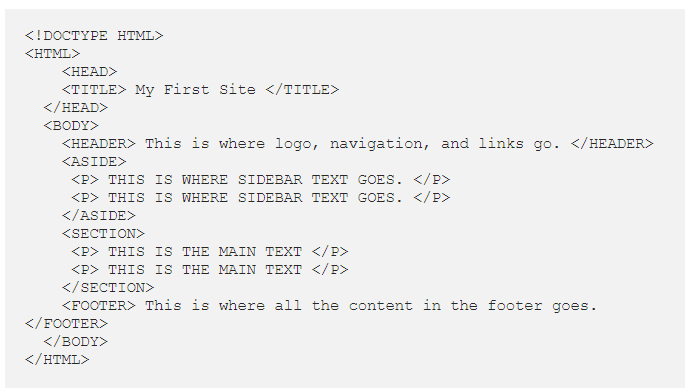 <!DOCTYPE HTML>
<HTML>
<HEAD>
<TITLE> My First Site </TITLE>
</HEAD>
<BODY>
<HEADER> This is where logo, navigation, and links go. </HEADER>
<ASIDE>
<P> THIS IS WHERE SIDEBAR TEXT GOES. </P>
<P> THIS IS WHERE SIDEBAR TEXT GOES. </P>
</ASIDE>
<SECTION>
<P> THIS IS THE MAIN TEXT </P>
<P> THIS IS THE MAIN TEXT </P>
</SECTION>
<FOOTER> This is where all the content in the footer goes.
</FOOTER>
</BODY>
</HTML>